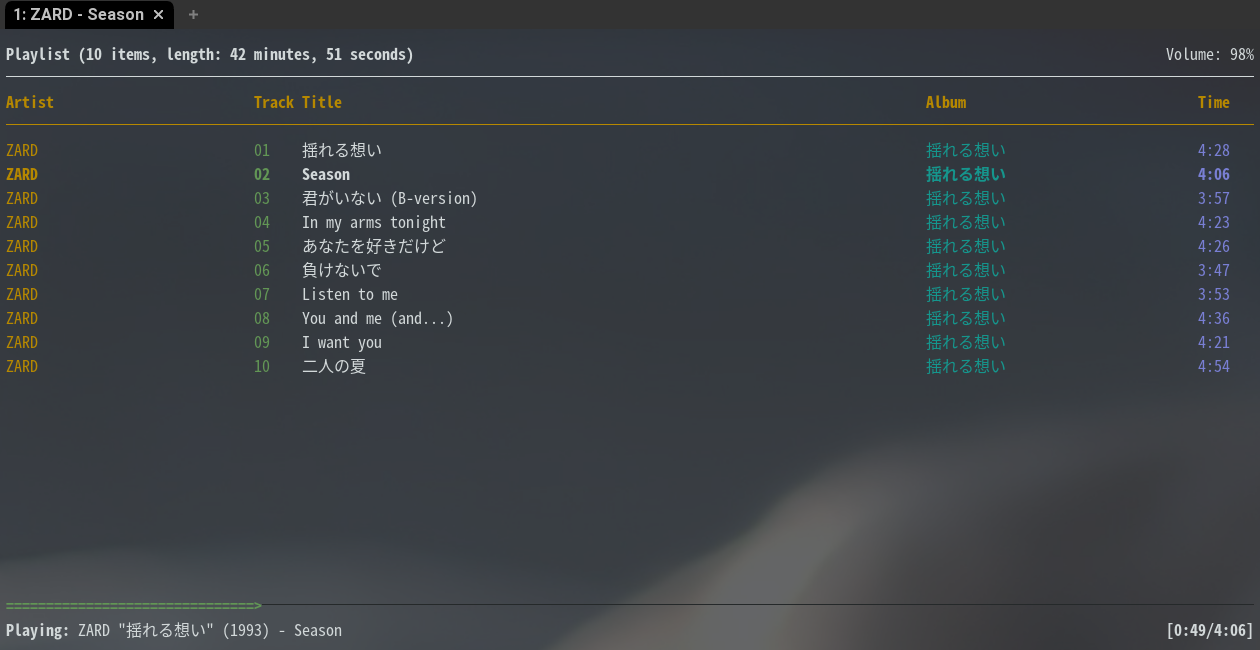 1: ZARD - Season × +
Playlist (10 items, length: 42 minutes, 51 seconds) Volume: 98%
Artist Track Title Album Time
ZARD 01 揺れる想い 揺れる想い 4:28
ZARD 02 Season 揺れる想い 4:06
ZARD 03 君がいない (B-version) 揺れる想い 3:57
ZARD 04 In my arms tonight 揺れる想い 4:23
ZARD 05 あなたを好きだけど 揺れる想い 4:26
ZARD 06 負けないで 揺れる想い 3:47
ZARD 07 Listen to me 揺れる想い 3:53
ZARD 08 You and me (and...) 揺れる想い 4:36
ZARD 09 I want you 揺れる想い 4:21
ZARD 10 二人の夏 揺れる想い 4:54
Playing: ZARD "揺れる想い" (1993) - Season [0:49/4:06]